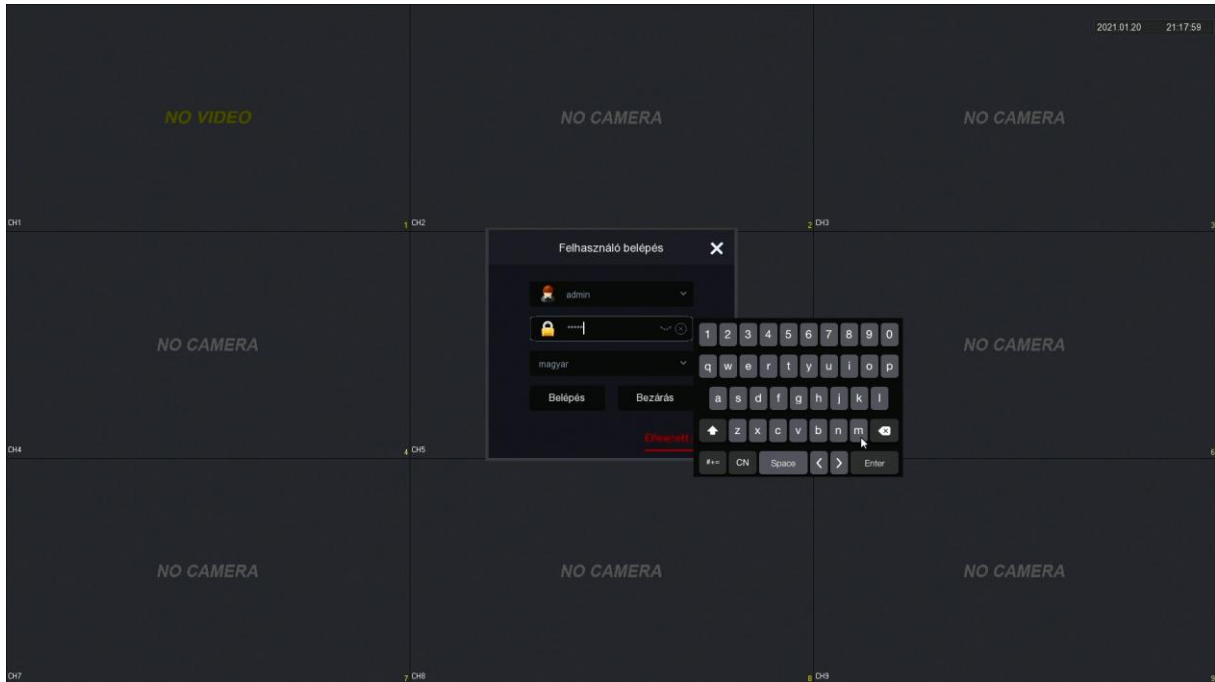 2021.01.20 21:17:59
NO VIDEO NO CAMERA NO CAMERA
CH1 1 CH2 2 CH3 3
Felhasználó belépés
admin
*****
magyar
Belépés Bezárás
1 2 3 4 5 6 7 8 9 0
q w e r t y u i o p
a s d f g h j k l
z x c v b n m
#+= CN Space < > Enter
NO CAMERA NO CAMERA
CH4 4 CH5 6
NO CAMERA NO CAMERA NO CAMERA
CH7 7 CH8 8 CH9 9